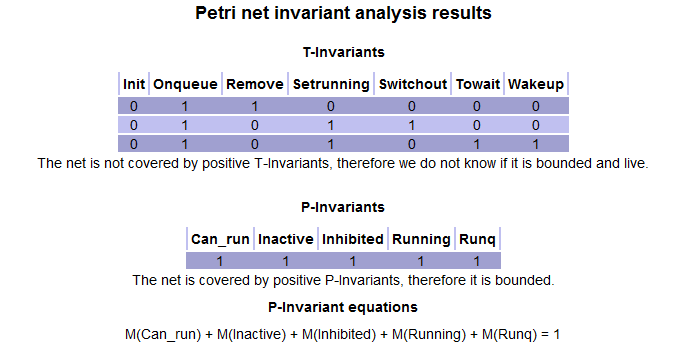 Petri net invariant analysis results
T-Invariants
Init Onqueue Remove Setrunning Switchout Towait Wakeup
0 1 1 0 0 0 0
0 1 0 1 1 0 0
0 1 0 1 0 1 1
The net is not covered by positive T-Invariants, therefore we do not know if it is bounded and live.
P-Invariants
Can_run Inactive Inhibited Running Runq
1 1 1 1 1
The net is covered by positive P-Invariants, therefore it is bounded.
P-Invariant equations
M(Can_run) + M(Inactive) + M(Inhibited) + M(Running) + M(Runq) = 1